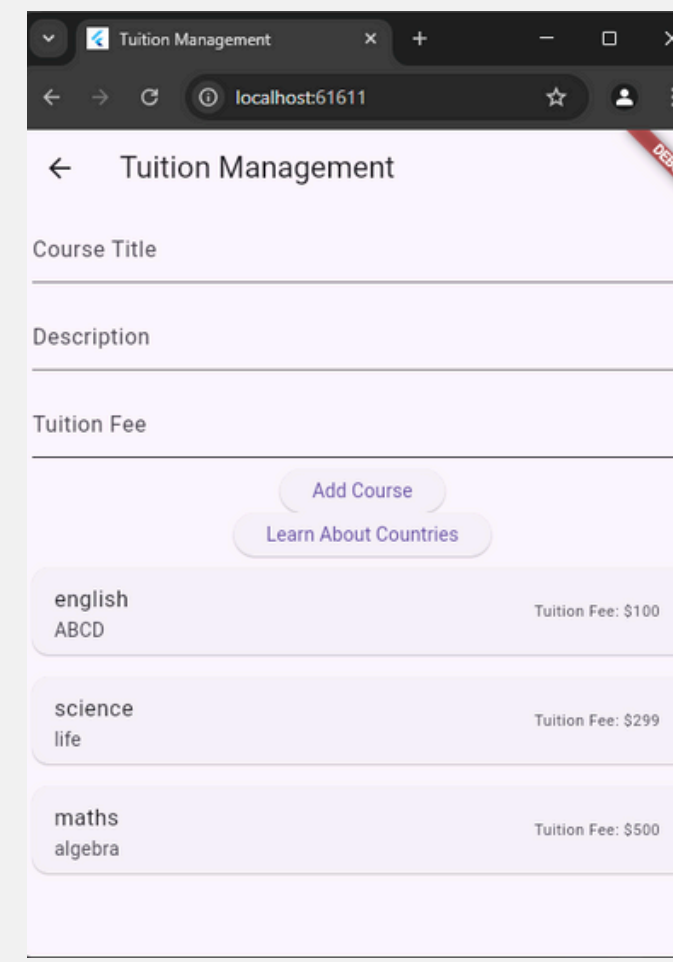 Tuition Management
localhost:61611
Tuition Management
Course Title
Description
Tuition Fee
Add Course
Learn About Countries
english
ABCD
Tuition Fee: $100
science
life
Tuition Fee: $299
maths
algebra
Tuition Fee: $500